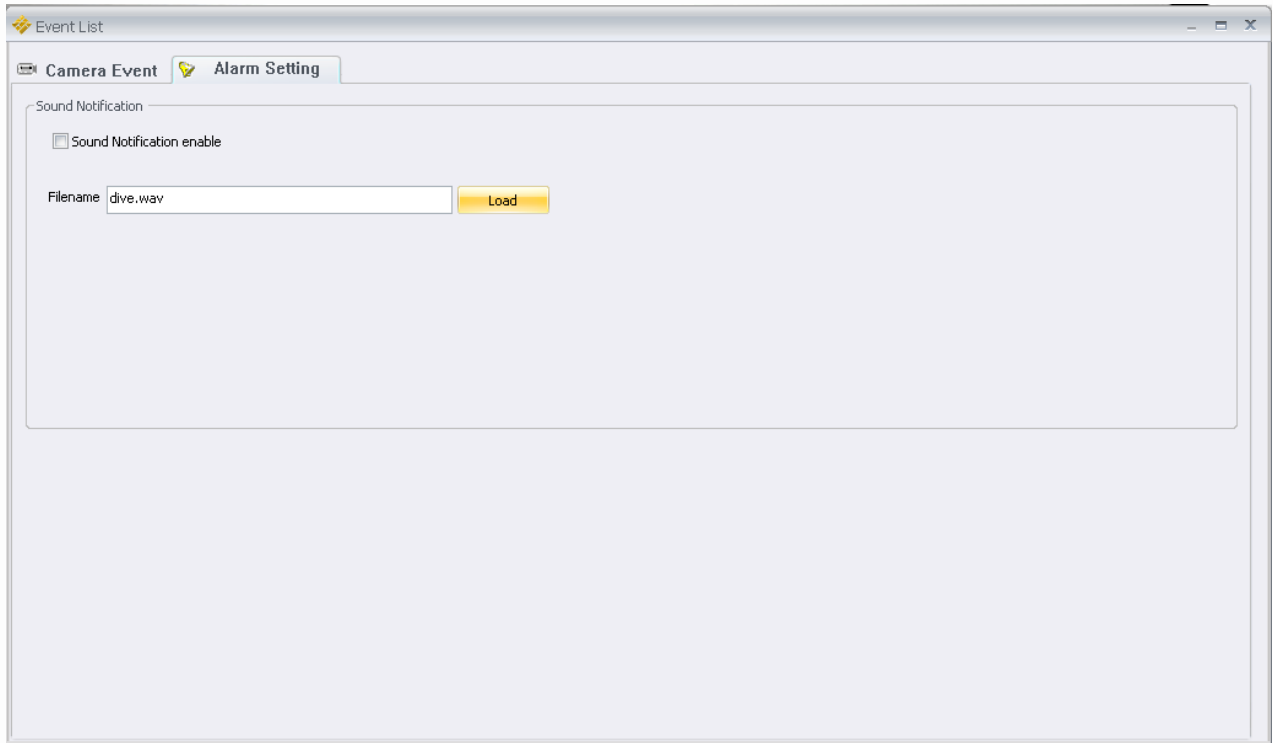 Event List
Camera Event Alarm Setting
Sound Notification
Sound Notification enable
Filename dive.wav Load